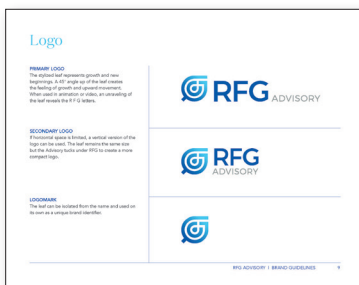 Logo
PRIMARY LOGO
The stylized leaf represents growth and new
beginnings. A 45° angle up of the leaf creates
the feeling of growth and upward movement.
When used in animation or video, an unraveling of
the leaf reveals the R F G letters.
RFG ADVISORY
SECONDARY LOGO
If horizontal space is limited, a vertical version of the
logo can be used. The leaf remains the same size
but the Advisory tucks under RFG to create a more
compact logo.
RFG
ADVISORY
LOGOMARK
The leaf can be isolated from the name and used on
its own as a unique brand identifier.
RFG ADVISORY | BRAND GUIDELINES 9